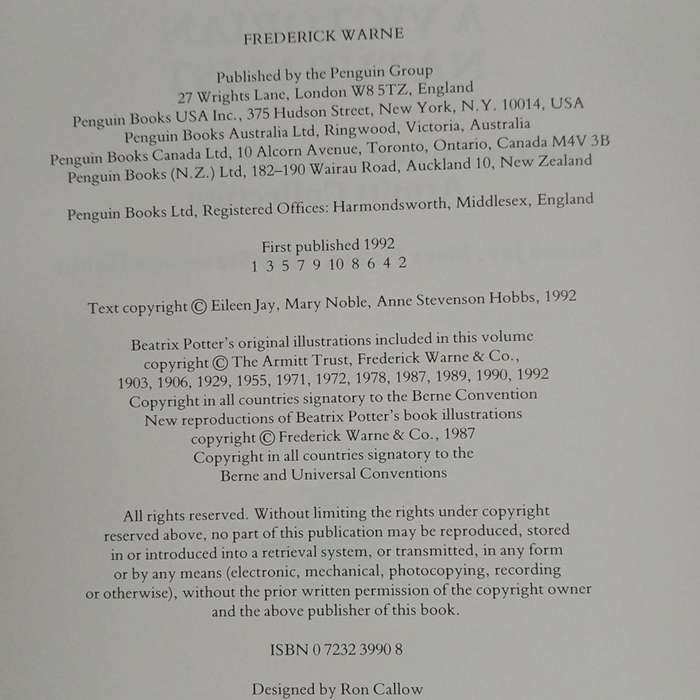 FREDERICK WARNE
Published by the Penguin Group
27 Wrights Lane, London W8 5TZ, England
Penguin Books USA Inc., 375 Hudson Street, New York, N.Y. 10014, USA
Penguin Books Australia Ltd, Ringwood, Victoria, Australia
Penguin Books Canada Ltd, 10 Alcorn Avenue, Toronto, Ontario, Canada M4V 3B
Penguin Books (N.Z.) Ltd, 182–190 Wairau Road, Auckland 10, New Zealand
Penguin Books Ltd, Registered Offices: Harmondsworth, Middlesex, England
First published 1992
1 3 5 7 9 10 8 6 4 2
Text copyright © Eileen Jay, Mary Noble, Anne Stevenson Hobbs, 1992
Beatrix Potter's original illustrations included in this volume
copyright © The Armitt Trust, Frederick Warne & Co.,
1903, 1906, 1929, 1955, 1971, 1972, 1978, 1987, 1989, 1990, 1992
Copyright in all countries signatory to the Berne Convention
New reproductions of Beatrix Potter's book illustrations
copyright © Frederick Warne & Co., 1987
Copyright in all countries signatory to the
Berne and Universal Conventions
All rights reserved. Without limiting the rights under copyright
reserved above, no part of this publication may be reproduced, stored
in or introduced into a retrieval system, or transmitted, in any form
or by any means (electronic, mechanical, photocopying, recording
or otherwise), without the prior written permission of the copyright owner
and the above publisher of this book.
ISBN 0 7232 3990 8
Designed by Ron Callow